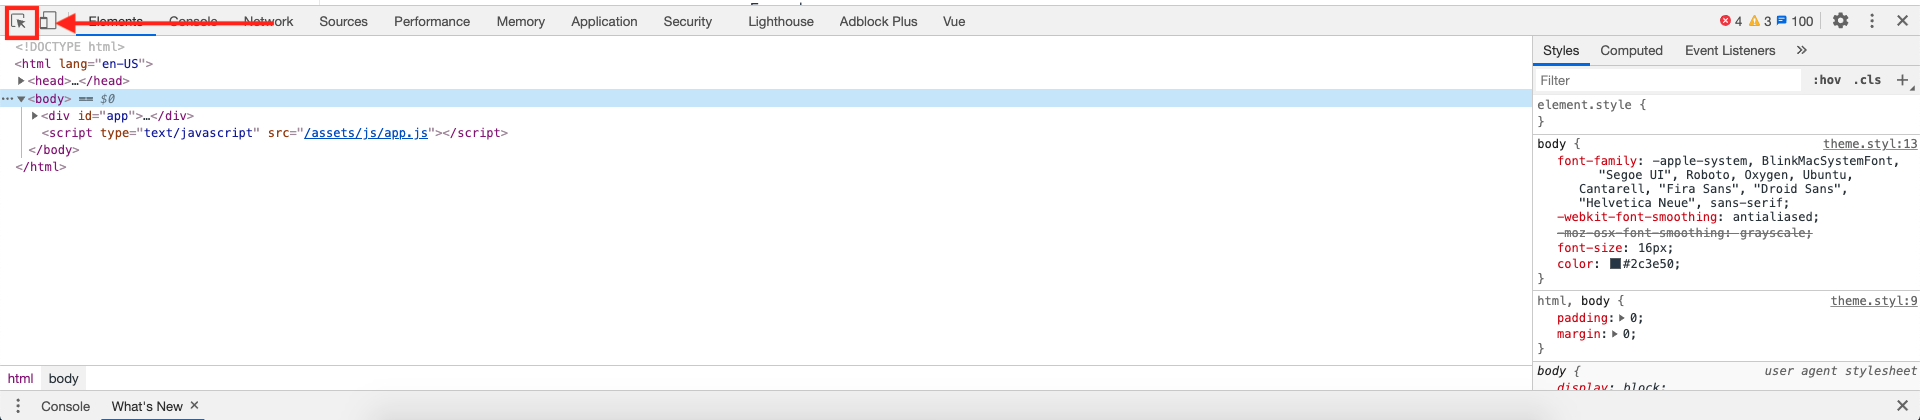 Elements Console Network Sources Performance Memory Application Security Lighthouse Adblock Plus Vue 4 3 100
<!DOCTYPE html>
<html lang="en-US">
<head>…</head>
<body> == $0
<div id="app">…</div>
<script type="text/javascript" src="/assets/js/app.js"></script>
</body>
</html>
html body
Styles Computed Event Listeners »
Filter :hov .cls +
element.style {
}
body { theme.styl:13
font-family: -apple-system, BlinkMacSystemFont,
"Segoe UI", Roboto, Oxygen, Ubuntu,
Cantarell, "Fira Sans", "Droid Sans",
"Helvetica Neue", sans-serif;
-webkit-font-smoothing: antialiased;
-moz-osx-font-smoothing: grayscale;
font-size: 16px;
color: #2c3e50;
}
html, body { theme.styl:9
padding: 0;
margin: 0;
}
body { user agent stylesheet
display: block;
Console What's New ×